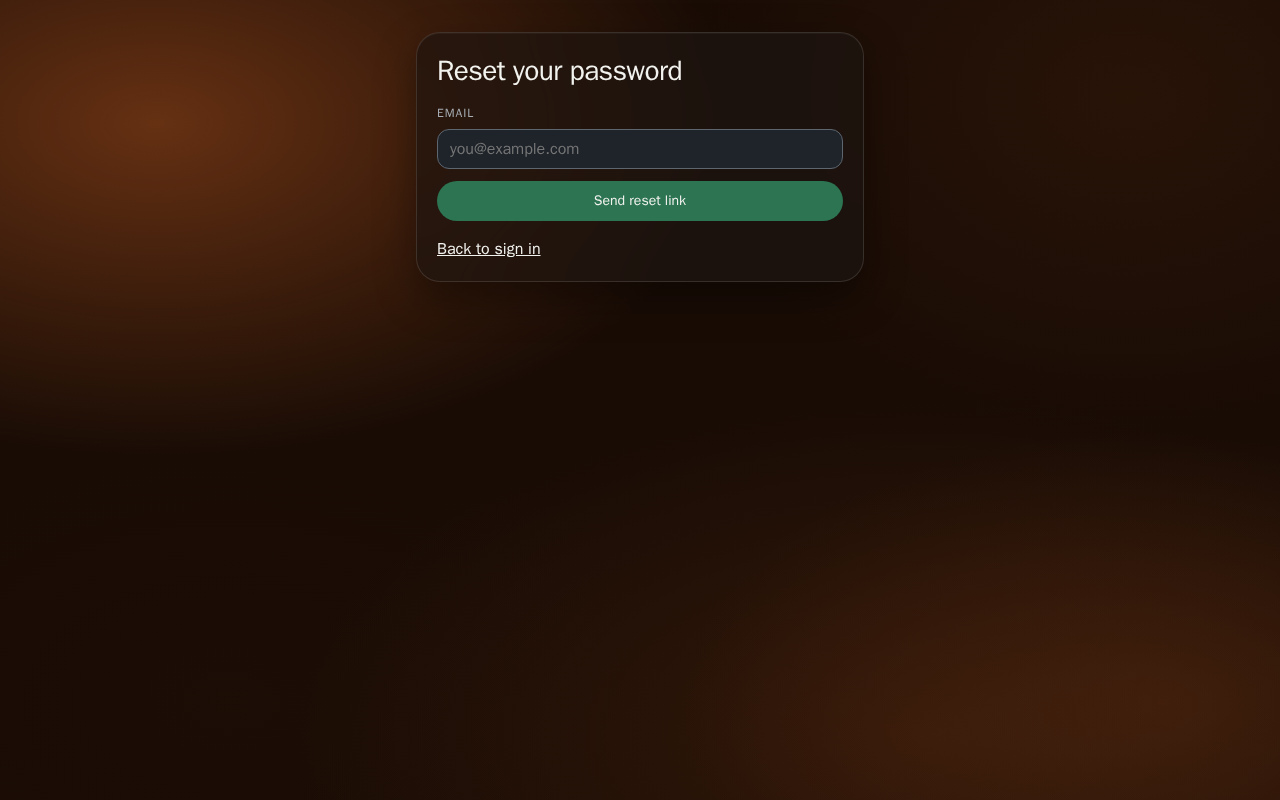 Reset your password
EMAIL
you@example.com
Send reset link
Back to sign in